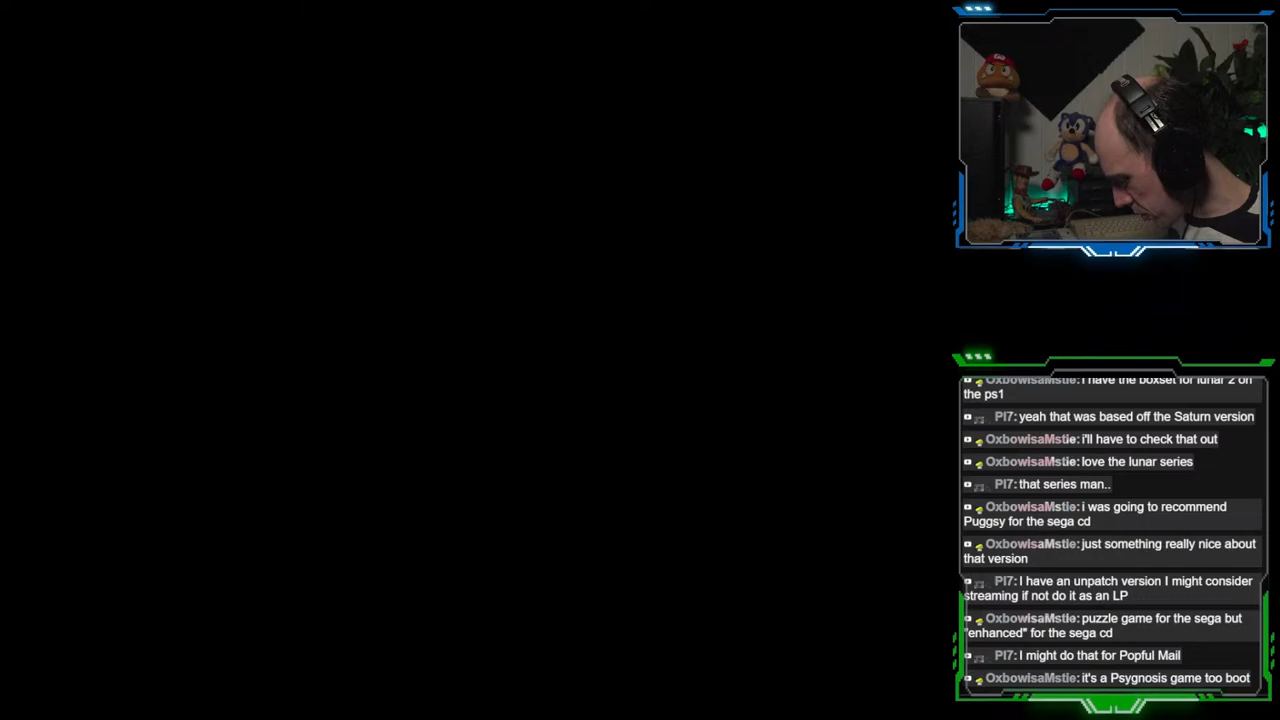 OxbowisaMstie: i have the boxset for lunar 2 on
the ps1
PI7: yeah that was based off the Saturn version
OxbowisaMstie: i'll have to check that out
OxbowisaMstie: love the lunar series
PI7: that series man..
OxbowisaMstie: i was going to recommend
Puggsy for the sega cd
OxbowisaMstie: just something really nice about
that version
PI7: I have an unpatch version I might consider
streaming if not do it as an LP
OxbowisaMstie: puzzle game for the sega but
"enhanced" for the sega cd
PI7: I might do that for Popful Mail
OxbowisaMstie: it's a Psygnosis game too boot